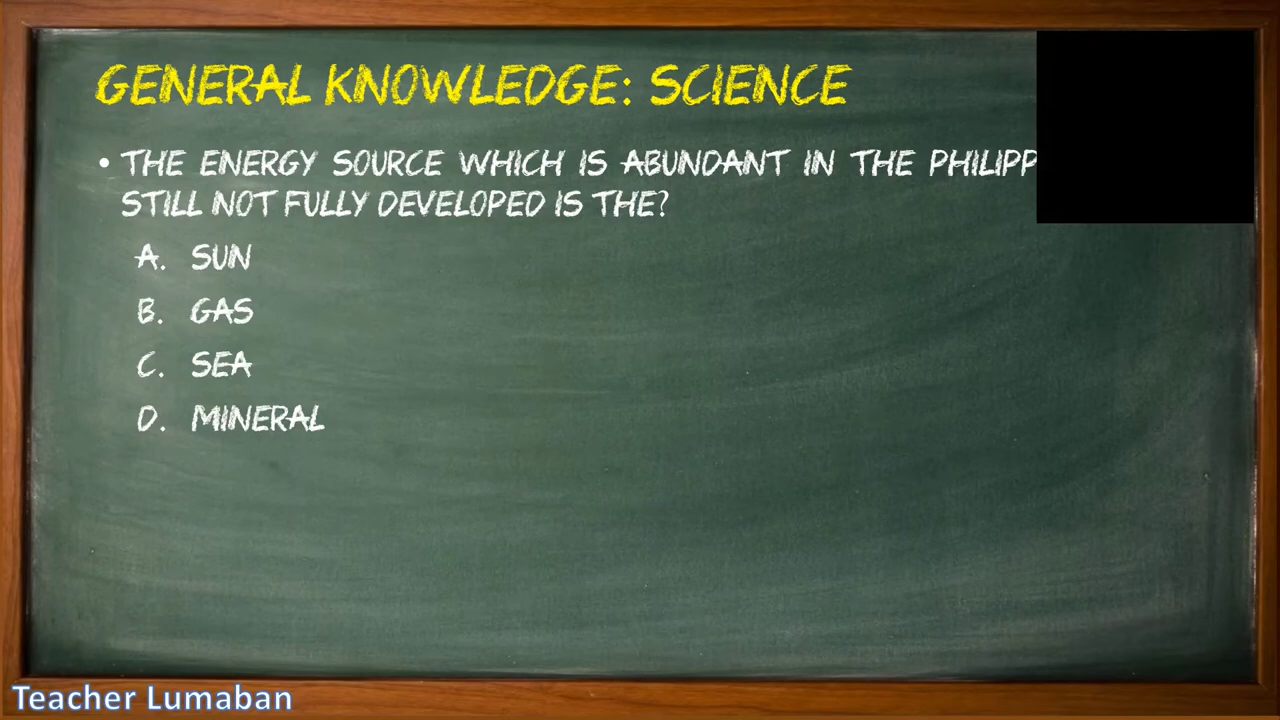 GENERAL KNOWLEDGE: SCIENCE
• THE ENERGY SOURCE WHICH IS ABUNDANT IN THE
STILL NOT FULLY DEVELOPED IS THE?
A. SUN
B. GAS
C. SEA
D. MINERAL
Teacher Lumaban